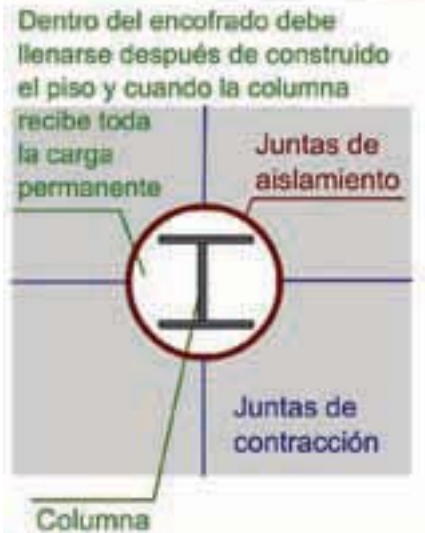 Dentro del encofrado debe
llenarse después de construido
el piso y cuando la columna
recibe toda
la carga
permanente
Juntas de
aislamiento
Juntas de
contracción
Columna